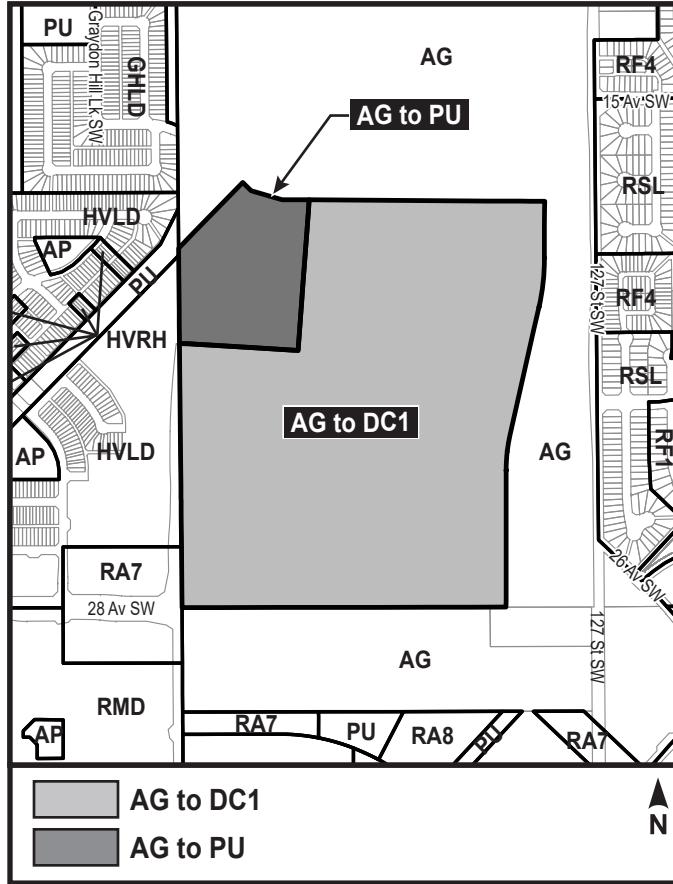 PU
Graydon Hill Lk SW
GHLD
AG
AG to PU
RF4
15 Av SW
RSL
HVLD
AP
PU
HVRH
127 St SW
RF4
RSL
AG to DC1
AP
HVLD
AG
RF1
RA7
28 Av SW
26 Av SW
AG
127 St SW
RMD
AP
RA7
PU
RA8
PU
RA7
AG to DC1
AG to PU
N